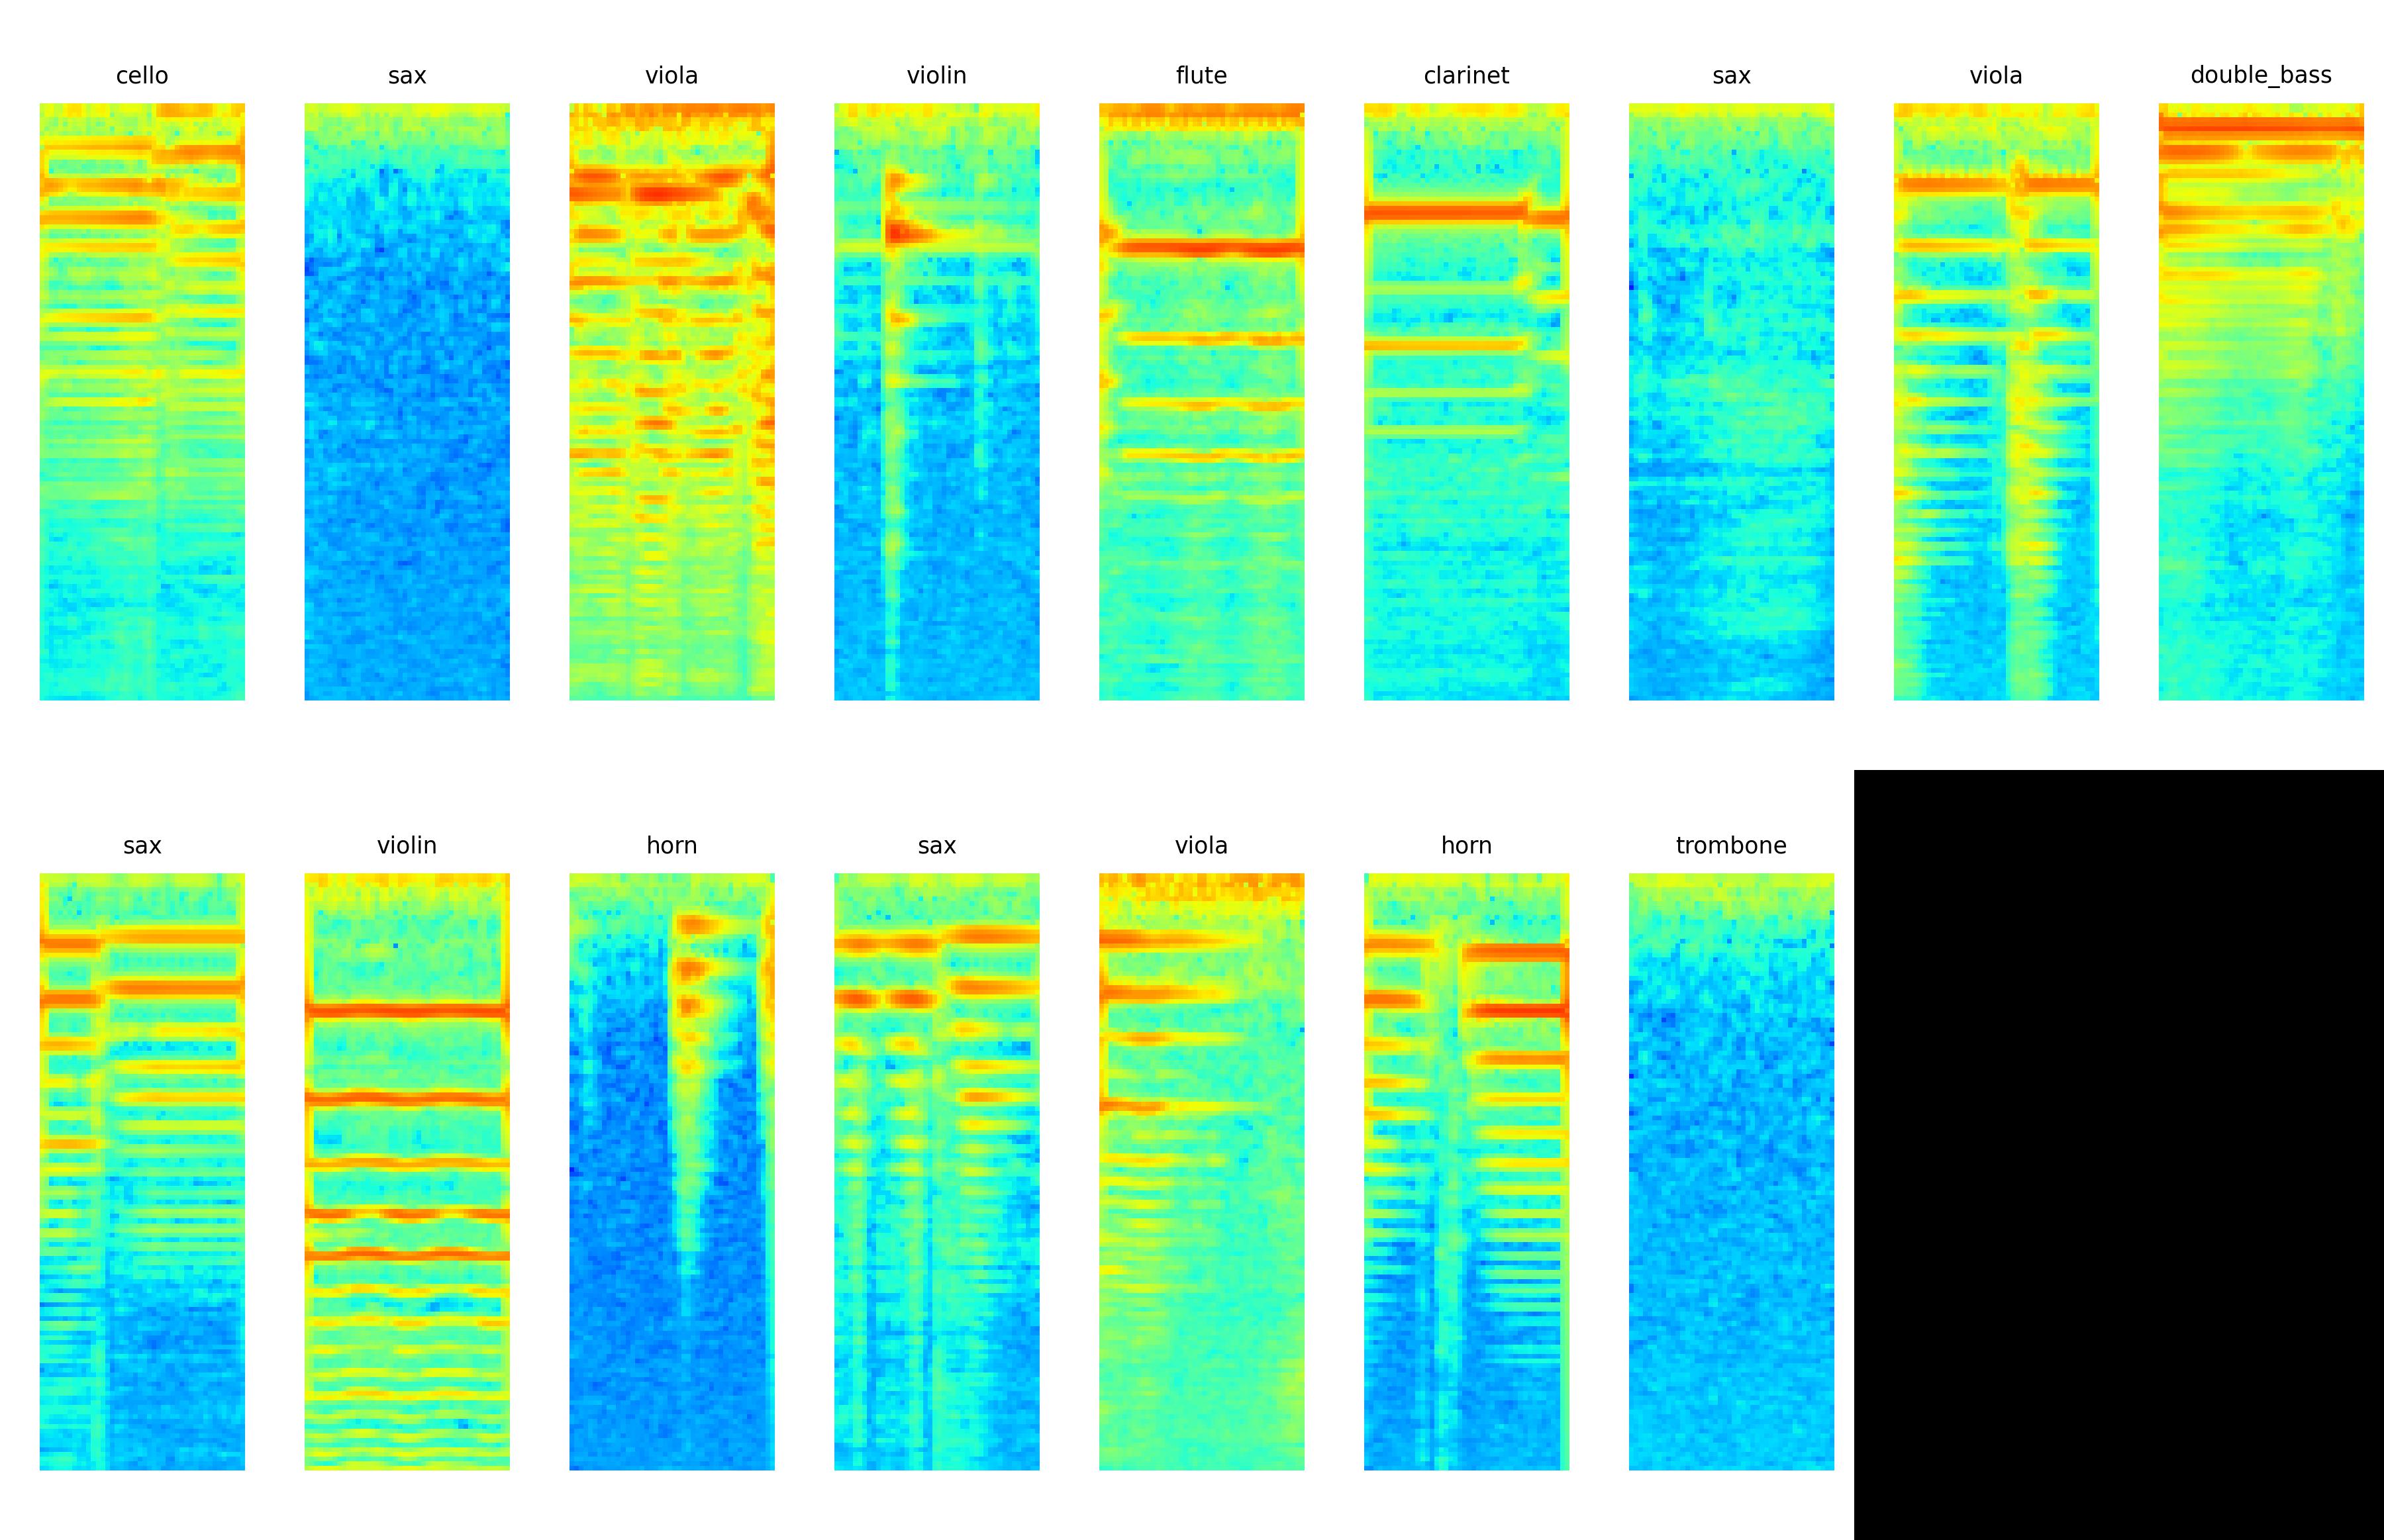 cello sax viola violin flute clarinet sax viola double_bass
sax violin horn sax viola horn trombone